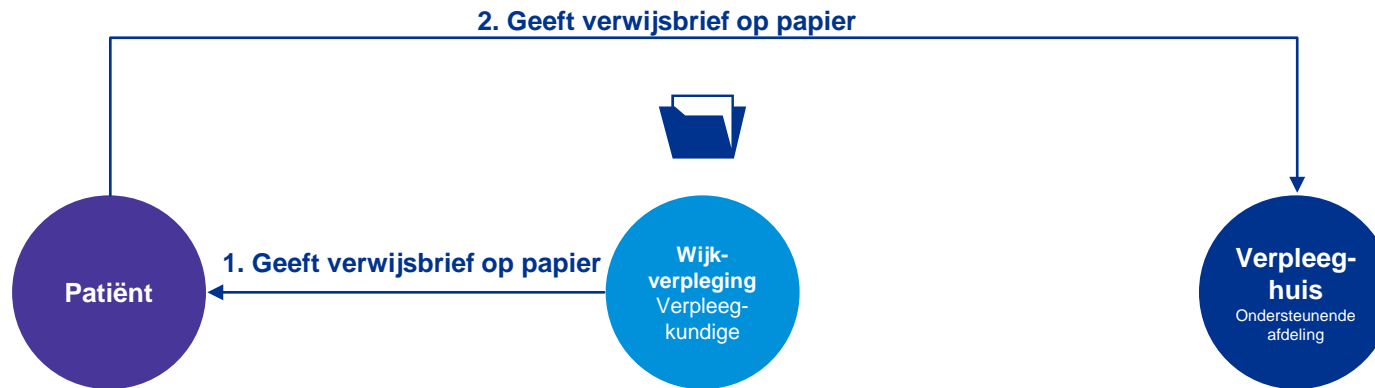 2. Geeft verwijsbrief op papier
1. Geeft verwijsbrief op papier
Patiënt
Wijk-
verpleging
Verpleeg-
kundige
Verpleeg-
huis
Ondersteunende
afdeling